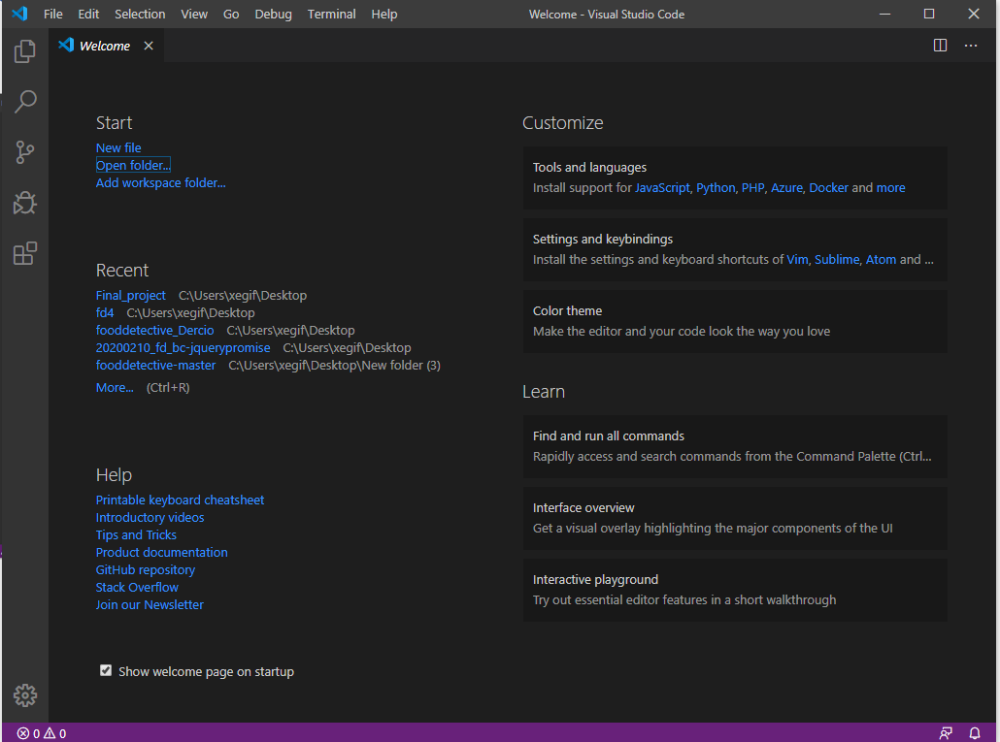 File Edit Selection View Go Debug Terminal Help Welcome - Visual Studio Code
Welcome
Start
New file
Open folder...
Add workspace folder...
Recent
Final_project C:\Users\xegif\Desktop
fd4 C:\Users\xegif\Desktop
fooddetective_Dercio C:\Users\xegif\Desktop
20200210_fd_bc-jquerypromise C:\Users\xegif\Desktop
fooddetective-master C:\Users\xegif\Desktop\New folder (3)
More... (Ctrl+R)
Help
Printable keyboard cheatsheet
Introductory videos
Tips and Tricks
Product documentation
GitHub repository
Stack Overflow
Join our Newsletter
Show welcome page on startup
Customize
Tools and languages
Install support for JavaScript, Python, PHP, Azure, Docker and more
Settings and keybindings
Install the settings and keyboard shortcuts of Vim, Sublime, Atom and ...
Color theme
Make the editor and your code look the way you love
Learn
Find and run all commands
Rapidly access and search commands from the Command Palette (Ctrl...
Interface overview
Get a visual overlay highlighting the major components of the UI
Interactive playground
Try out essential editor features in a short walkthrough
0 0